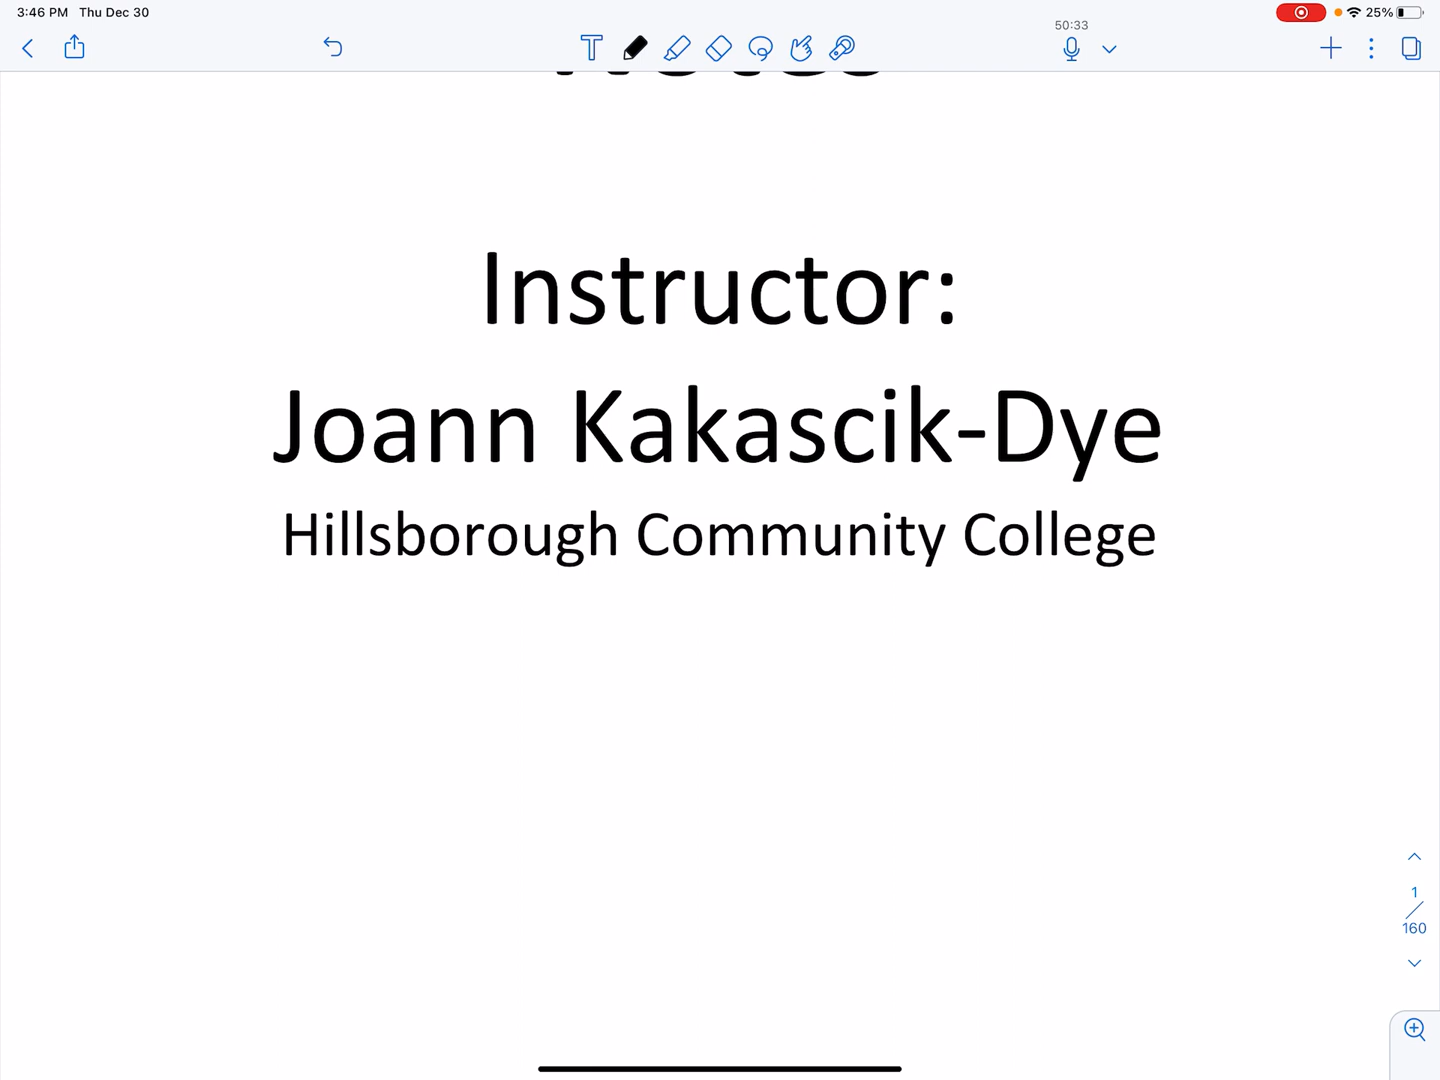 3:46 PM Thu Dec 30
25%
50:33
Instructor:
Joann Kakascik-Dye
Hillsborough Community College
1
160